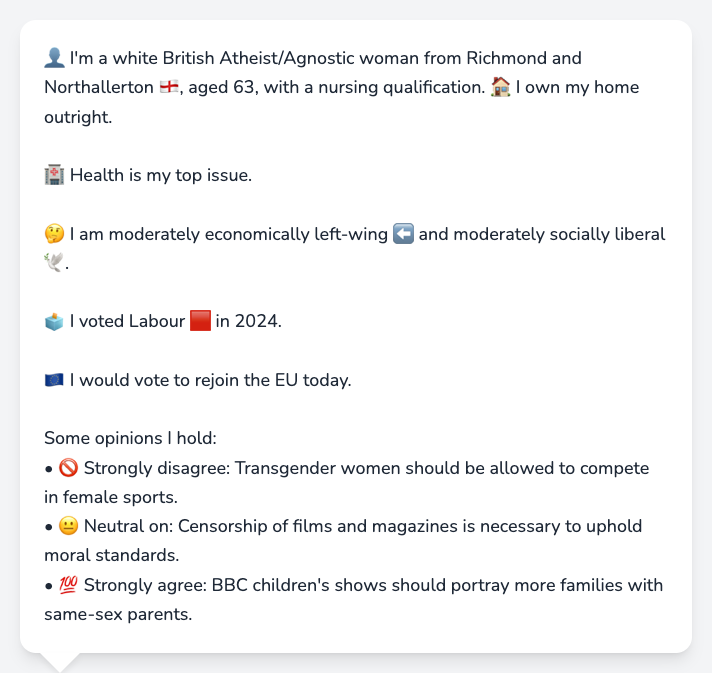 👤 I'm a white British Atheist/Agnostic woman from Richmond and
Northallerton 🏴󠁧󠁢󠁥󠁮󠁧󠁿, aged 63, with a nursing qualification. 🏠 I own my home
outright.
🏥 Health is my top issue.
🤔 I am moderately economically left-wing ⬅️ and moderately socially liberal
🕊️.
🗳️ I voted Labour 🟥 in 2024.
🇪🇺 I would vote to rejoin the EU today.
Some opinions I hold:
• 🚫 Strongly disagree: Transgender women should be allowed to compete
in female sports.
• 😐 Neutral on: Censorship of films and magazines is necessary to uphold
moral standards.
• 💯 Strongly agree: BBC children's shows should portray more families with
same-sex parents.